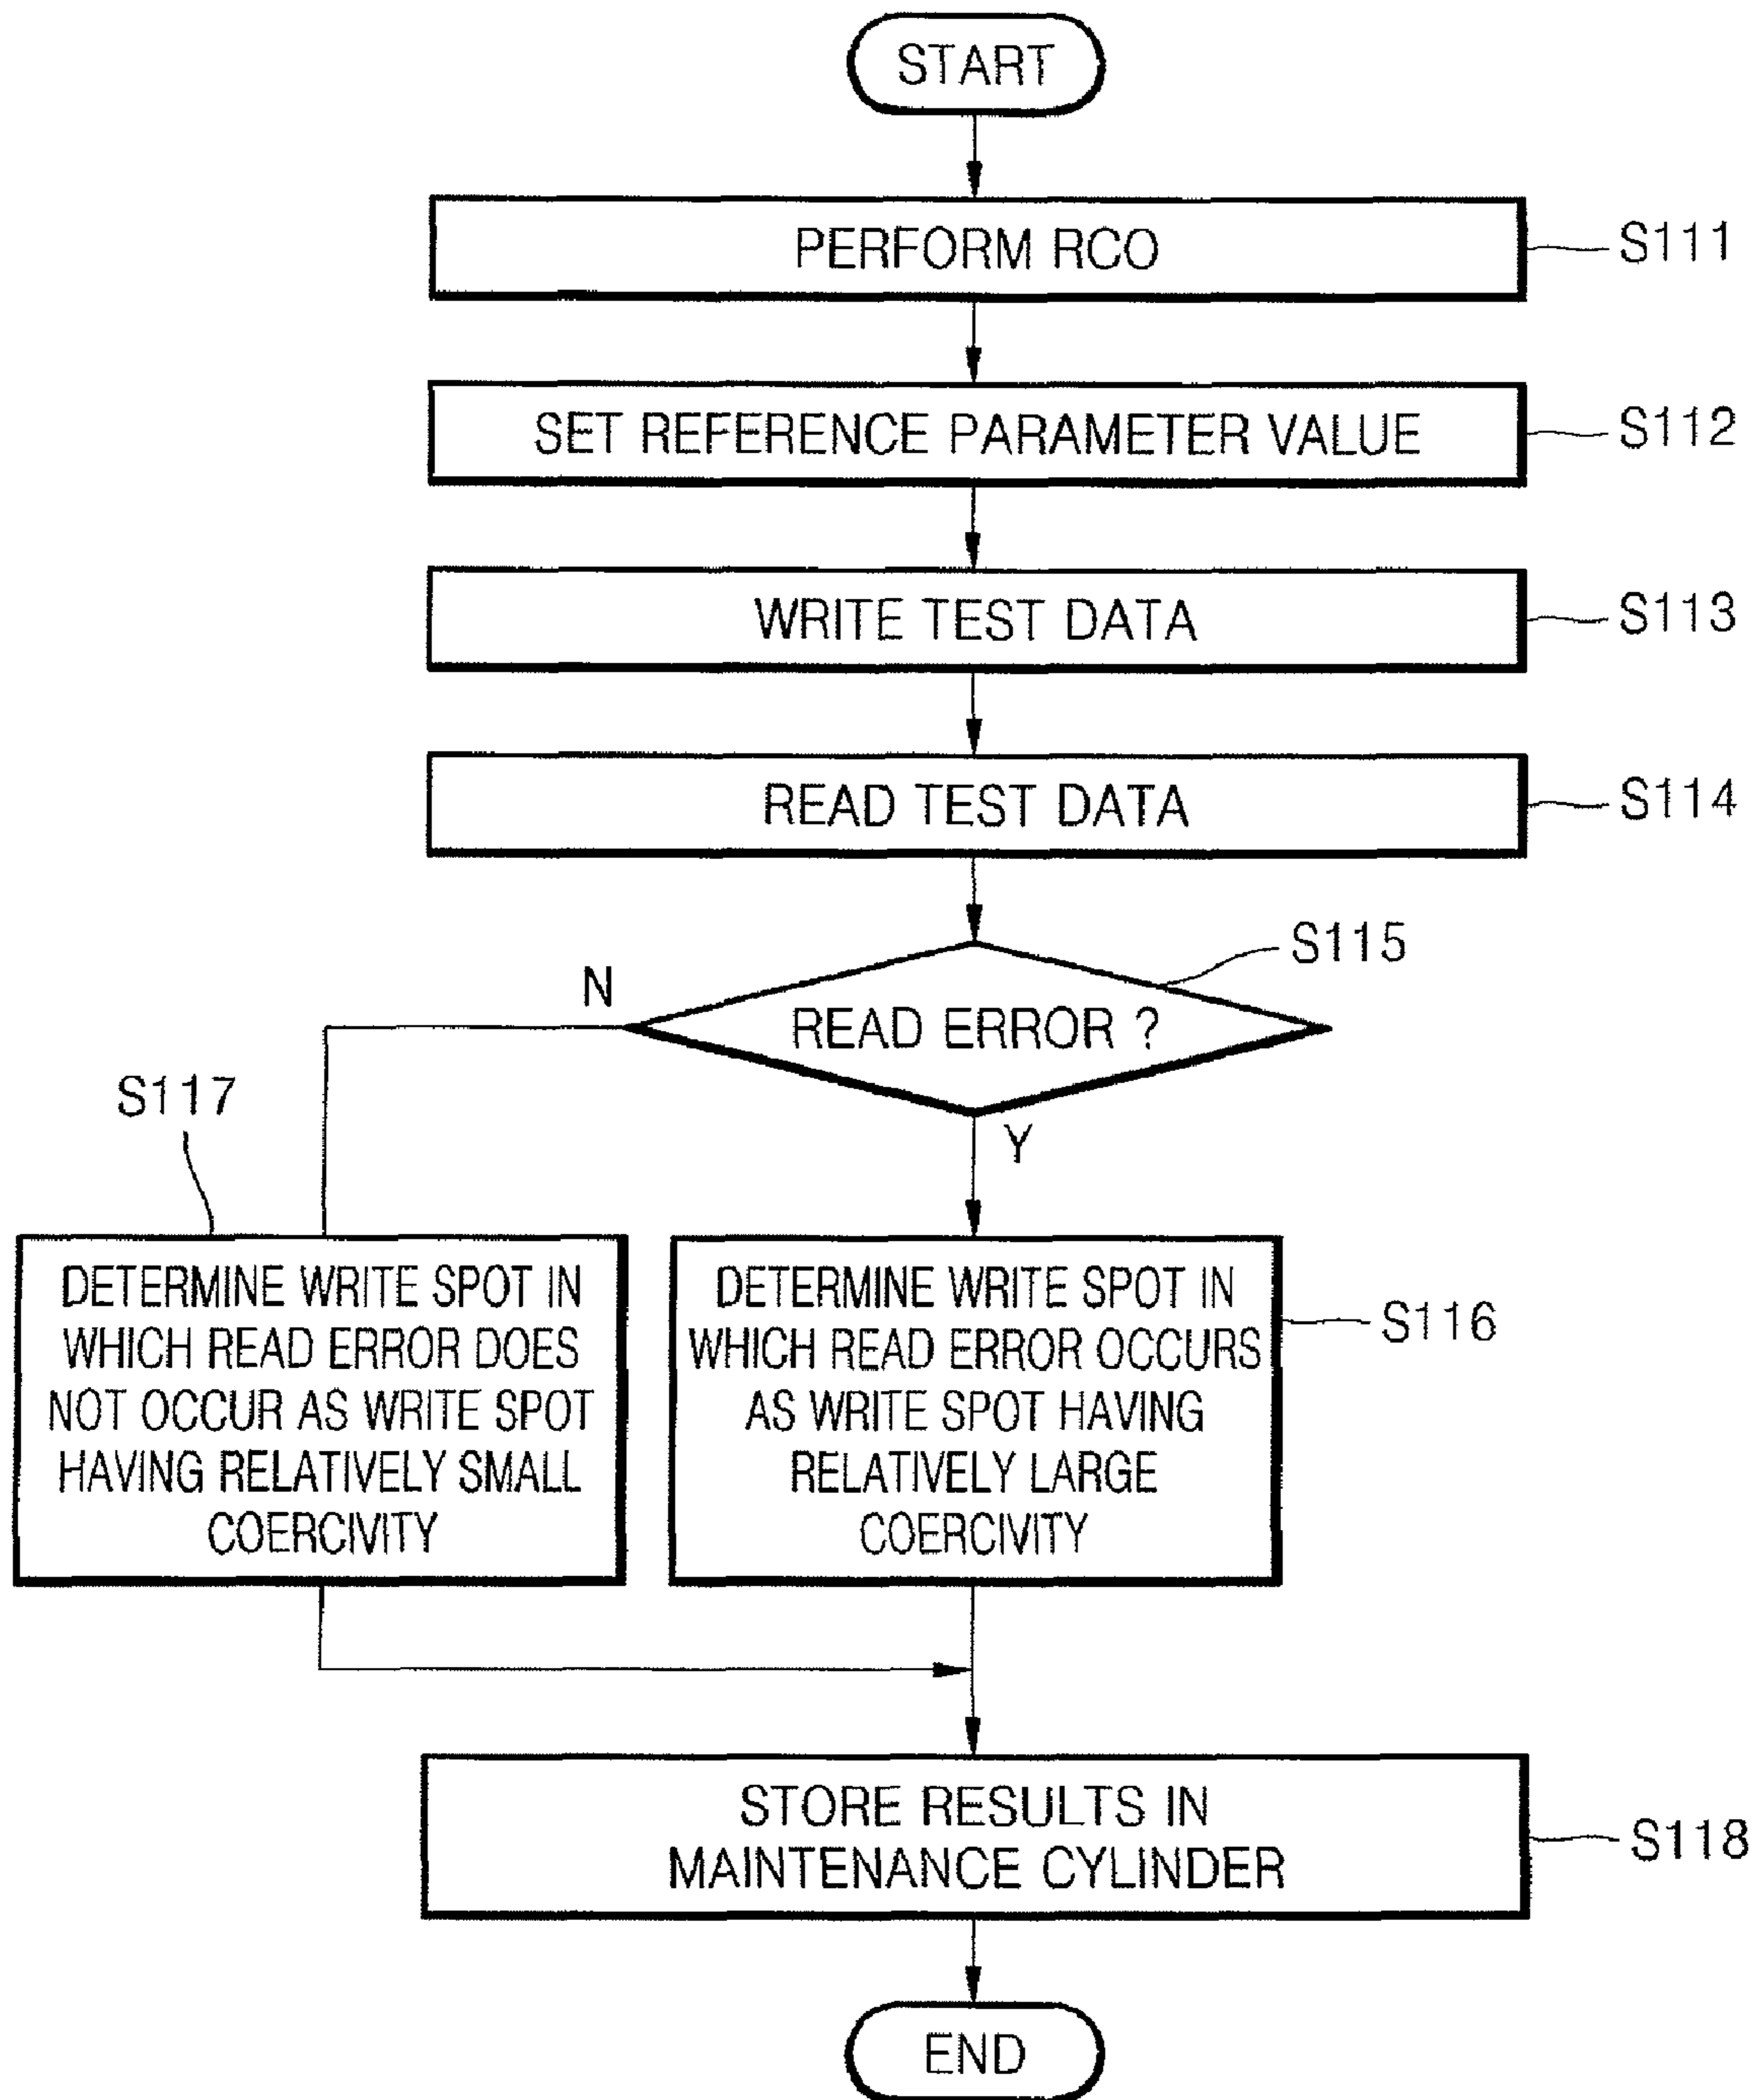 START
PERFORM RCO
S111
SET REFERENCE PARAMETER VALUE
S112
WRITE TEST DATA
S113
READ TEST DATA
S114
S115
N
READ ERROR ?
Y
S117
DETERMINE WRITE SPOT IN
WHICH READ ERROR DOES
NOT OCCUR AS WRITE SPOT
HAVING RELATIVELY SMALL
COERCIVITY
DETERMINE WRITE SPOT IN
WHICH READ ERROR OCCURS
AS WRITE SPOT HAVING
RELATIVELY LARGE
COERCIVITY
S116
STORE RESULTS IN
MAINTENANCE CYLINDER
S118
END